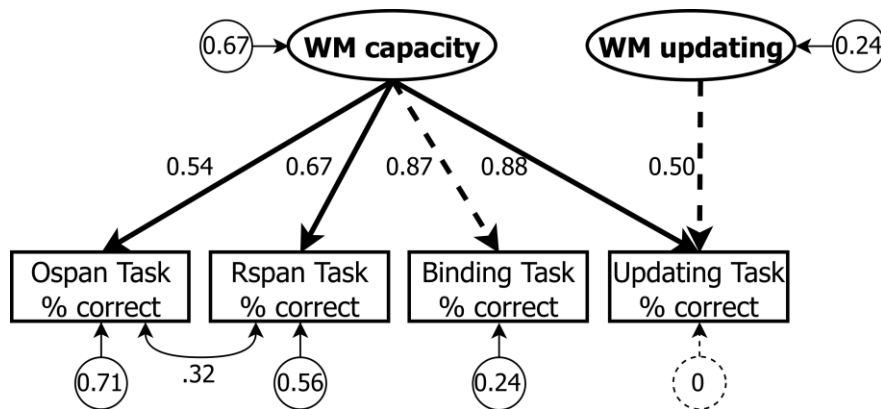 0.67
WM capacity
WM updating
0.24
0.54
0.67
0.87
0.88
0.50
Ospan Task
% correct
Rspan Task
% correct
Binding Task
% correct
Updating Task
% correct
.32
0.71
0.56
0.24
0